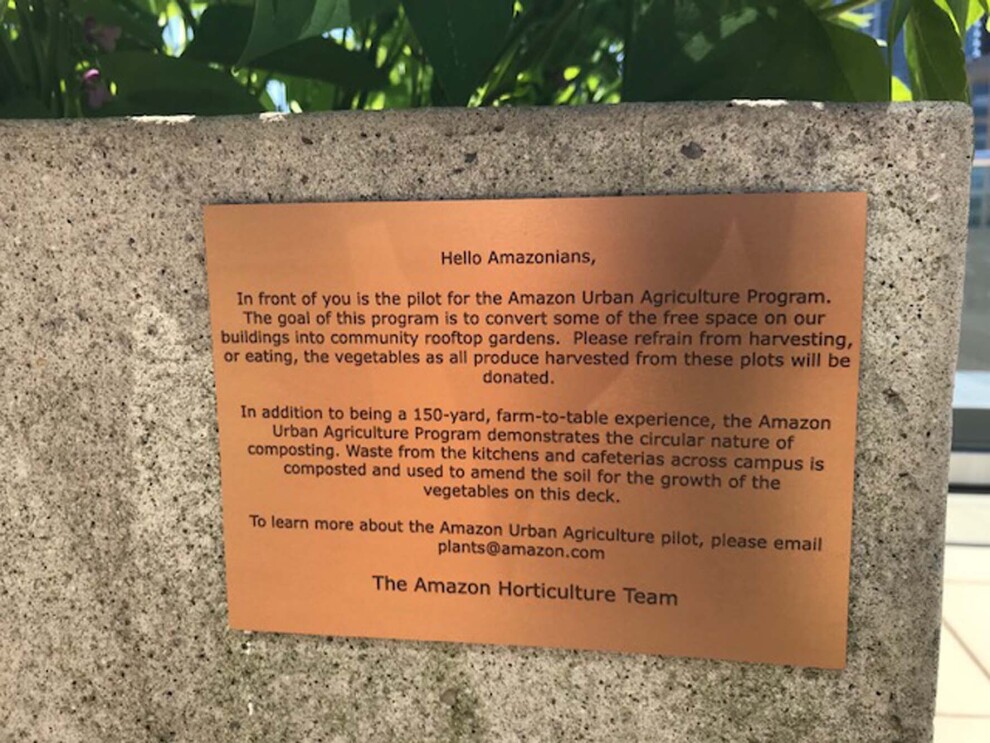 Hello Amazonians,
In front of you is the pilot for the Amazon Urban Agriculture Program.
The goal of this program is to convert some of the free space on our
buildings into community rooftop gardens.  Please refrain from harvesting,
or eating, the vegetables as all produce harvested from these plots will be
donated.
In addition to being a 150-yard, farm-to-table experience, the Amazon
Urban Agriculture Program demonstrates the circular nature of
composting. Waste from the kitchens and cafeterias across campus is
composted and used to amend the soil for the growth of the
vegetables on this deck.
To learn more about the Amazon Urban Agriculture pilot, please email
plants@amazon.com
The Amazon Horticulture Team